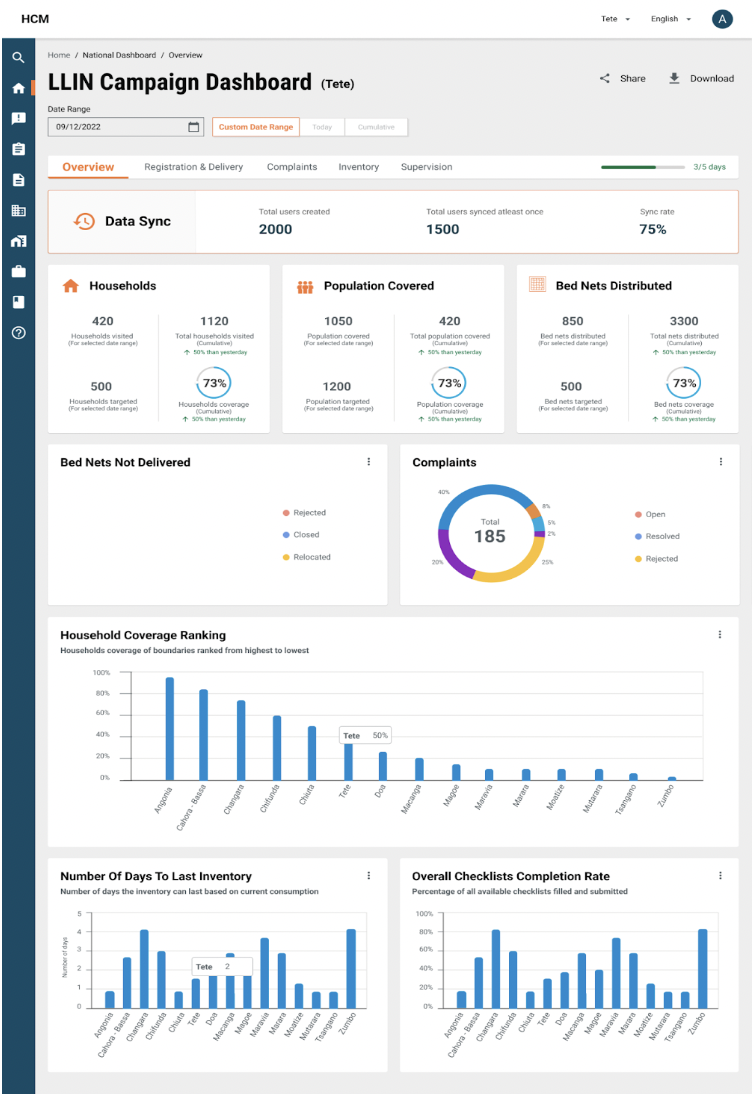 HCM
Tete
English
A
Home / National Dashboard / Overview
LLIN Campaign Dashboard (Tete)
Share
Download
Date Range
09/12/2022
Custom Date Range
Today
Cumulative
Overview
Registration & Delivery
Complaints
Inventory
Supervision
3/5 days
Data Sync
Total users created
2000
Total users synced atleast once
1500
Sync rate
75%
Households
420
Households visited
(For selected date range)
1120
Total households visited
(Cumulative)
↑ 50% than yesterday
500
Households targeted
(For selected date range)
73%
Households coverage
(Cumulative)
↑ 50% than yesterday
Population Covered
1050
Population covered
(For selected date range)
420
Total population covered
(Cumulative)
↑ 50% than yesterday
1200
Population targeted
(For selected date range)
73%
Population coverage
(Cumulative)
↑ 50% than yesterday
Bed Nets Distributed
850
Bed nets distributed
(For selected date range)
3300
Total nets distributed
(Cumulative)
↑ 50% than yesterday
500
Bed nets targeted
(For selected date range)
73%
Bed nets coverage
(Cumulative)
↑ 50% than yesterday
Bed Nets Not Delivered
Rejected
Closed
Relocated
Complaints
40%
8%
5%
2%
25%
20%
Total
185
Open
Resolved
Rejected
Household Coverage Ranking
Households coverage of boundaries ranked from highest to lowest
100%
80%
60%
40%
20%
0%
Tete 50%
Angonia
Cahora - Bassa
Changara
Chifunda
Chiuta
Tete
Doa
Macanga
Magoe
Maravia
Marara
Moatize
Mutarara
Tsangano
Zumbo
Number Of Days To Last Inventory
Number of days the inventory can last based on current consumption
Number of days
5
4
3
2
1
0
Tete 2
Angonia
Cahora - Bassa
Changara
Chifunda
Chiuta
Tete
Doa
Macanga
Magoe
Maravia
Marara
Moatize
Mutarara
Tsangano
Zumbo
Overall Checklists Completion Rate
Percentage of all available checklists filled and submitted
100%
80%
60%
40%
20%
0%
Angonia
Cahora - Bassa
Changara
Chifunda
Chiuta
Tete
Doa
Macanga
Magoe
Maravia
Marara
Moatize
Mutarara
Tsangano
Zumbo